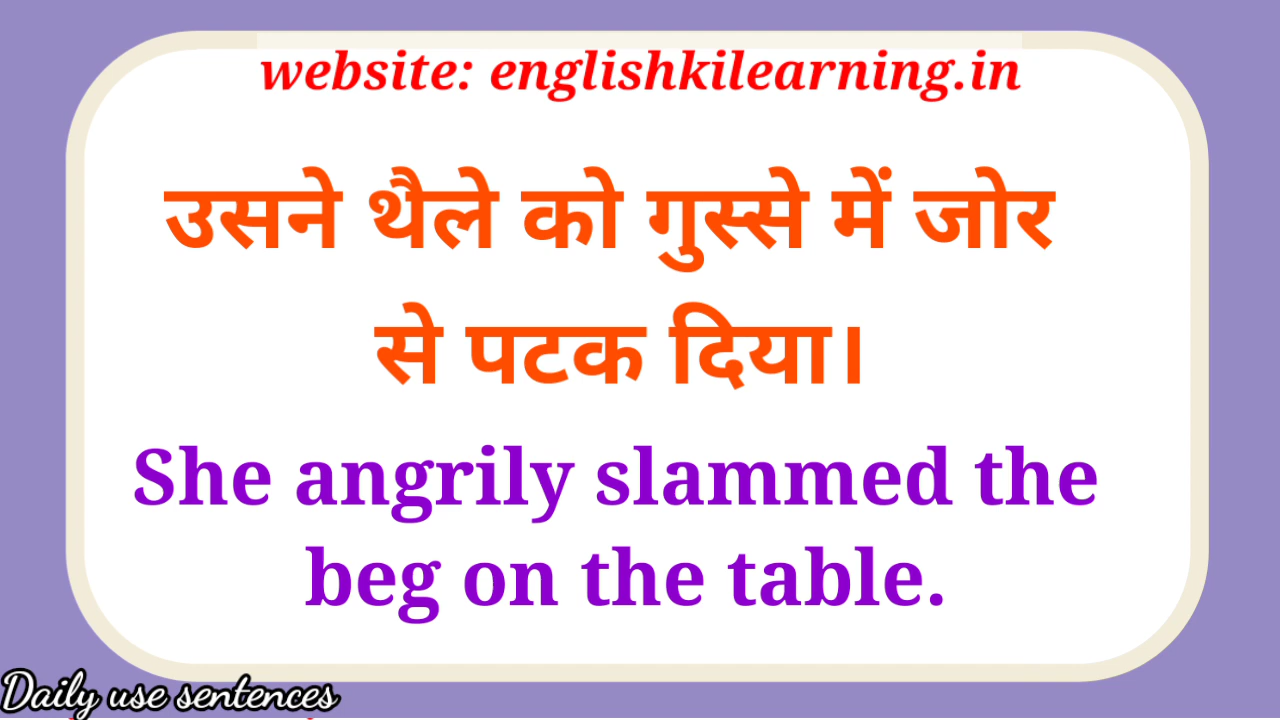 website: englishkilearning.in
उसने थैले को गुस्से में जोर
से पटक दिया।
She angrily slammed the
beg on the table.
Daily use sentences